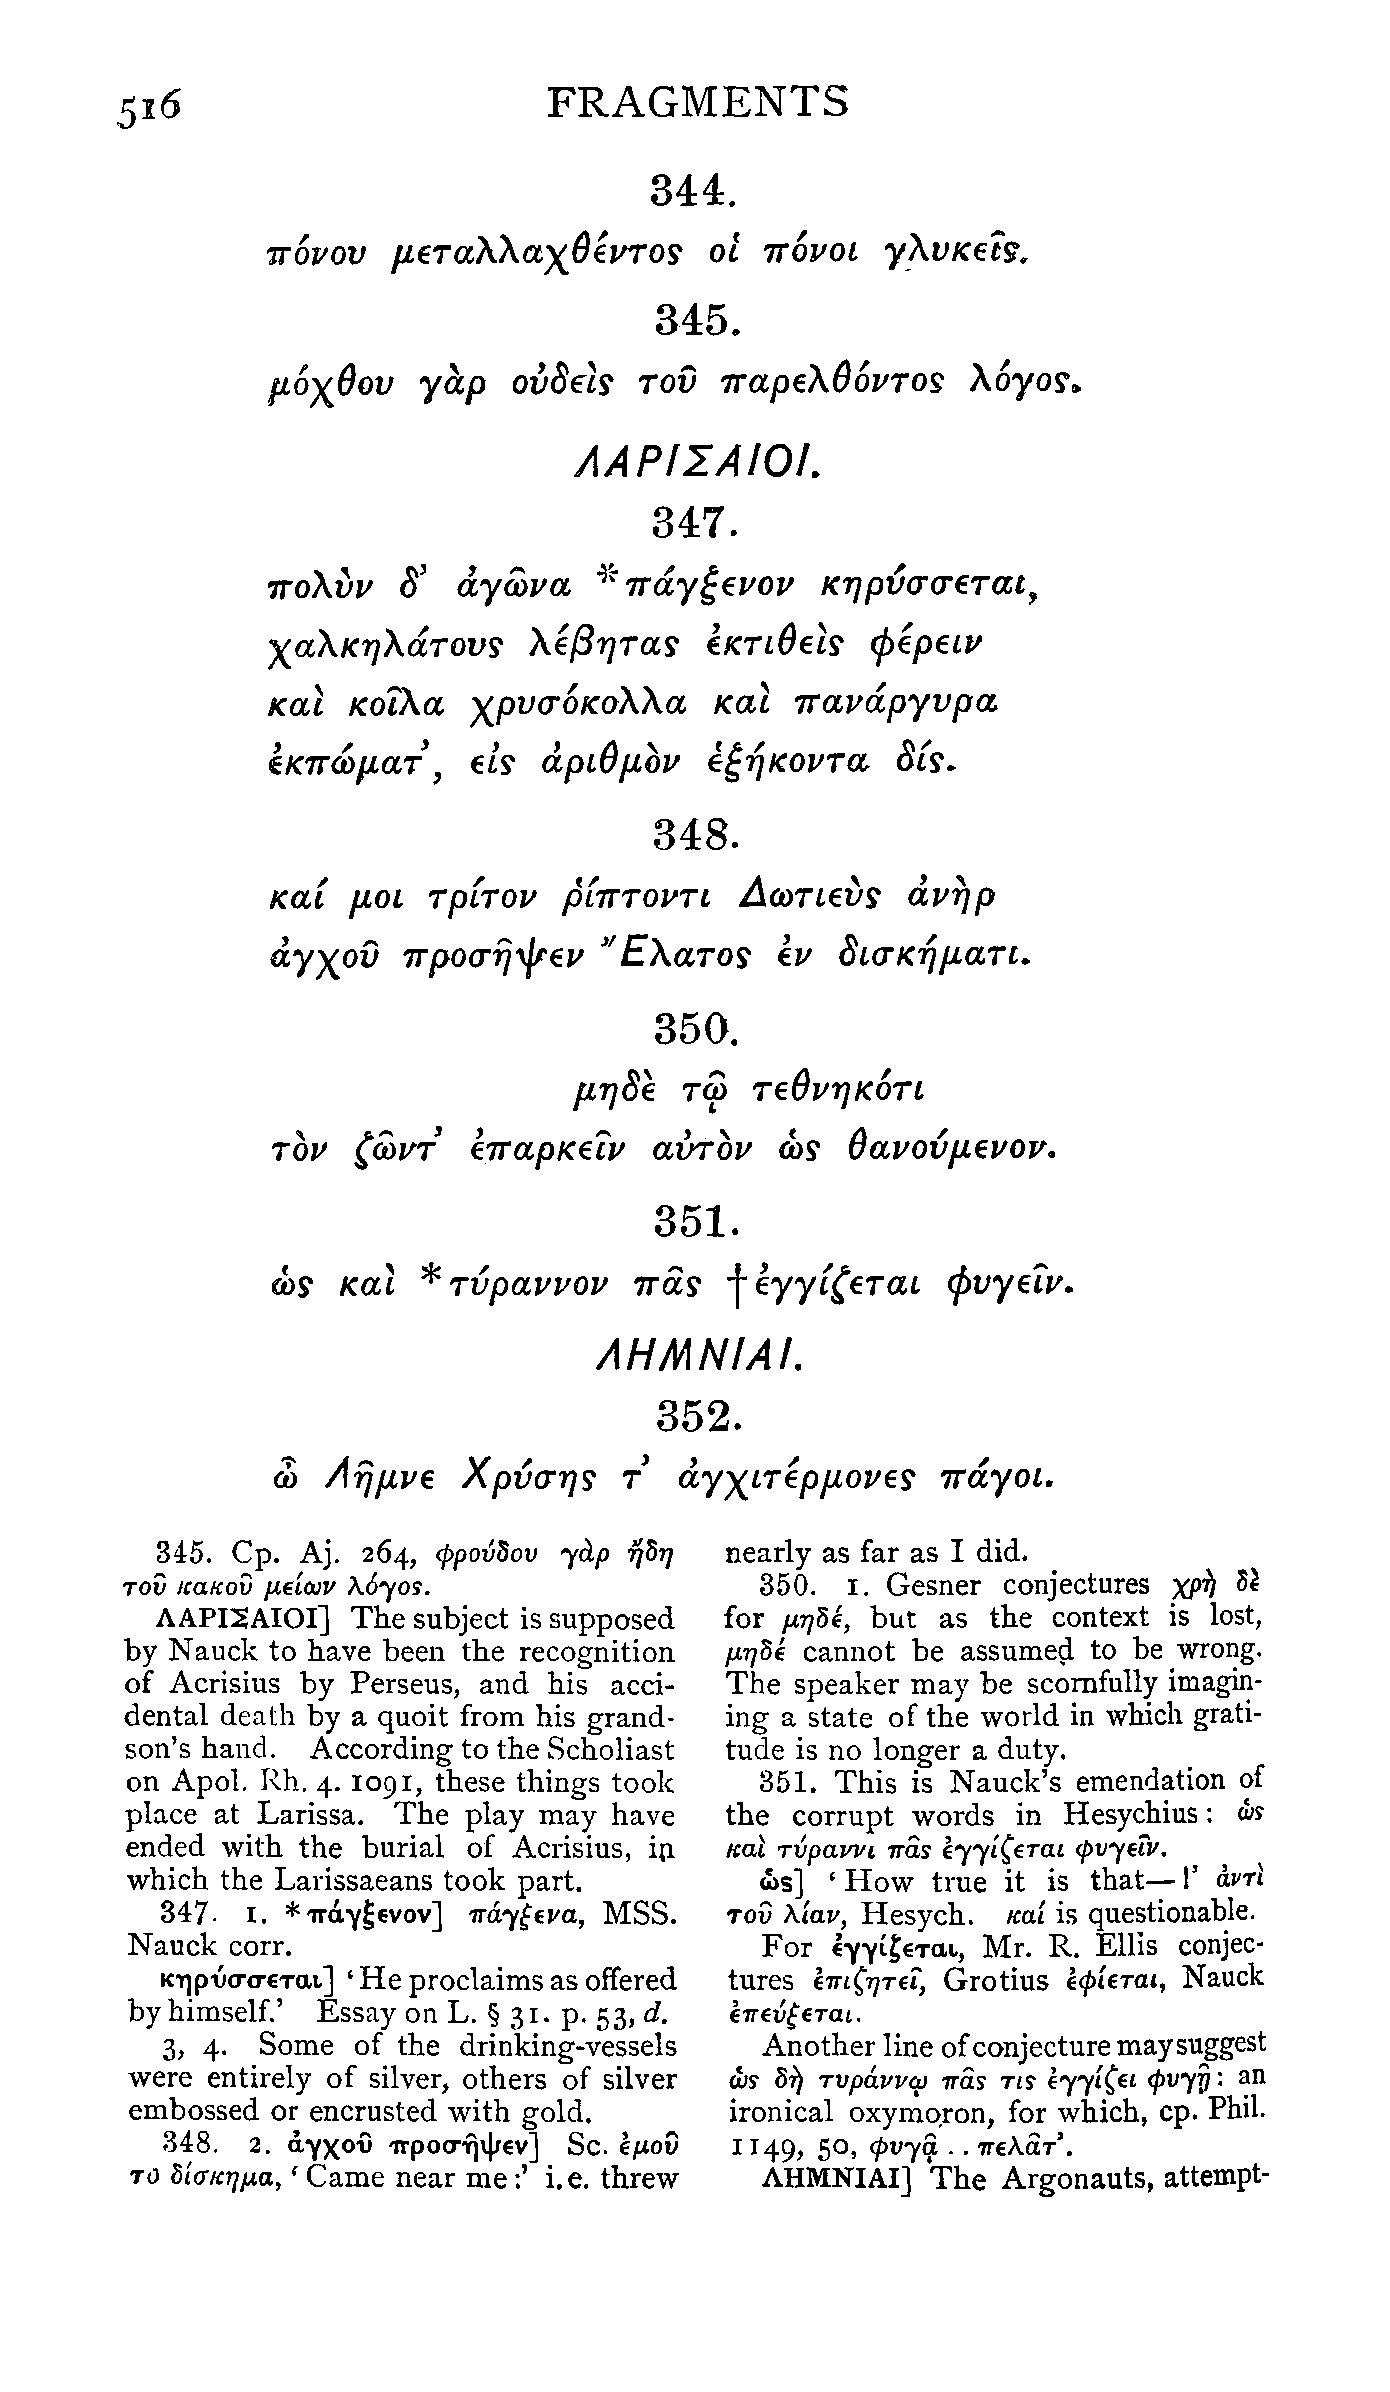 516
FRAGMENTS
344.
πόνου μεταλλαχθέντος οἱ πόνοι γλυκεῖς.
345.
μόχθου γὰρ οὐδεὶς τοῦ παρελθόντος λόγος.
ΛΑΡΙΣΑΙΟΙ.
347.
πολὺν δ’ ἀγῶνα *πάγξενον κηρύσσεται,
χαλκηλάτους λέβητας ἐκτιθεὶς φέρειν
καὶ κοῖλα χρυσόκολλα καὶ πανάργυρα
ἐκπώματ’, εἰς ἀριθμὸν ἑξήκοντα δίς.
348.
καί μοι τρίτον ῥίπτοντι Δωτιεὺς ἀνὴρ
ἀγχοῦ προσῆψεν Ἔλατος ἐν δισκήματι.
350.
μηδὲ τῷ τεθνηκότι
τὸν ζῶντ’ ἐπαρκεῖν αὐτὸν ὡς θανούμενον.
351.
ὡς καὶ *τύραννον πᾶς †ἐγγίζεται φυγεῖν.
ΛΗΜΝΙΑΙ.
352.
ὦ Λῆμνε Χρύσης τ’ ἀγχιτέρμονες πάγοι.
345. Cp. Aj. 264, φρούδου γὰρ ἤδη
τοῦ κακοῦ μείων λόγος.
ΛΑΡΙΣΑΙΟΙ] The subject is supposed
by Nauck to have been the recognition
of Acrisius by Perseus, and his acci-
dental death by a quoit from his grand-
son's hand. According to the Scholiast
on Apol. Rh. 4. 1091, these things took
place at Larissa. The play may have
ended with the burial of Acrisius, in
which the Larissaeans took part.
347. 1. *πάγξενον] πάγξενα, MSS.
Nauck corr.
κηρύσσεται] ‘He proclaims as offered
by himself.’ Essay on L. § 31. p. 53, d.
3, 4. Some of the drinking-vessels
were entirely of silver, others of silver
embossed or encrusted with gold.
348. 2. ἀγχοῦ προσῆψεν] Sc. ἐμοῦ
το δίσκημα, ‘Came near me:’ i.e. threw
nearly as far as I did.
350. 1. Gesner conjectures χρὴ δὲ
for μηδέ, but as the context is lost,
μηδέ cannot be assumed to be wrong.
The speaker may be scornfully imagin-
ing a state of the world in which grati-
tude is no longer a duty.
351. This is Nauck's emendation of
the corrupt words in Hesychius: ὡς
καὶ τύραννι πᾶς ἐγγίζεται φυγεῖν.
ὡς] ‘How true it is that—!’ ἀντὶ
τοῦ λίαν, Hesych. καί is questionable.
For ἐγγίζεται, Mr. R. Ellis conjec-
tures ἐπιζητεῖ, Grotius ἐφίεται, Nauck
ἐπεύξεται.
Another line of conjecture may suggest
ὡς δὴ τυράννῳ πᾶς τις ἐγγίζει φυγῇ: an
ironical oxymoron, for which, cp. Phil.
1149, 50, φυγᾷ .. πελᾶτ’.
ΛΗΜΝΙΑΙ] The Argonauts, attempt-